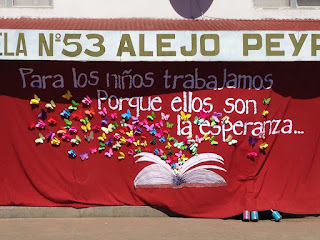 ELA Nº53 ALEJO PEYR
Para los niños trabajamos
Porque ellos son
la esperanza...